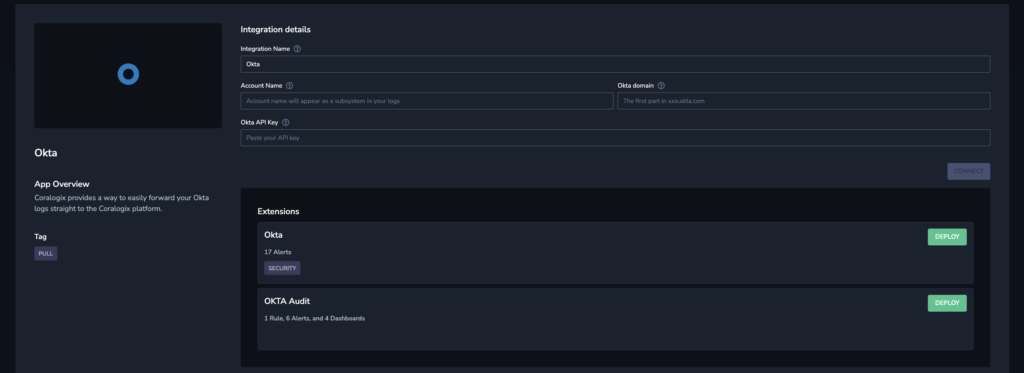 Integration details
Integration Name
Okta
Account Name
Okta domain
Account name will appear as a subsystem in your logs
The first part in xxx.okta.com
Okta API Key
Paste your API key
CONNECT
Okta
App Overview
Coralogix provides a way to easily forward your Okta
logs straight to the Coralogix platform.
Tag
PULL
Extensions
Okta
DEPLOY
17 Alerts
SECURITY
OKTA Audit
DEPLOY
1 Rule, 6 Alerts, and 4 Dashboards